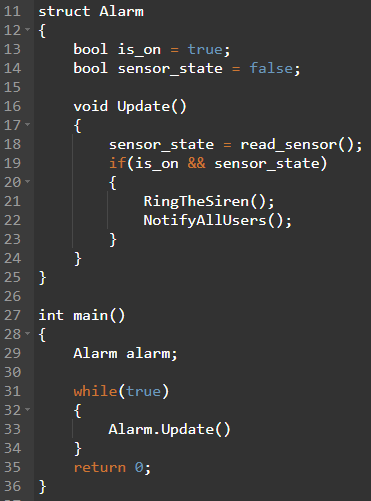 11 struct Alarm
12 {
13     bool is_on = true;
14     bool sensor_state = false;
15
16     void Update()
17     {
18         sensor_state = read_sensor();
19         if(is_on && sensor_state)
20         {
21             RingTheSiren();
22             NotifyAllUsers();
23         }
24     }
25 }
26
27 int main()
28 {
29     Alarm alarm;
30
31     while(true)
32     {
33         Alarm.Update()
34     }
35     return 0;
36 }